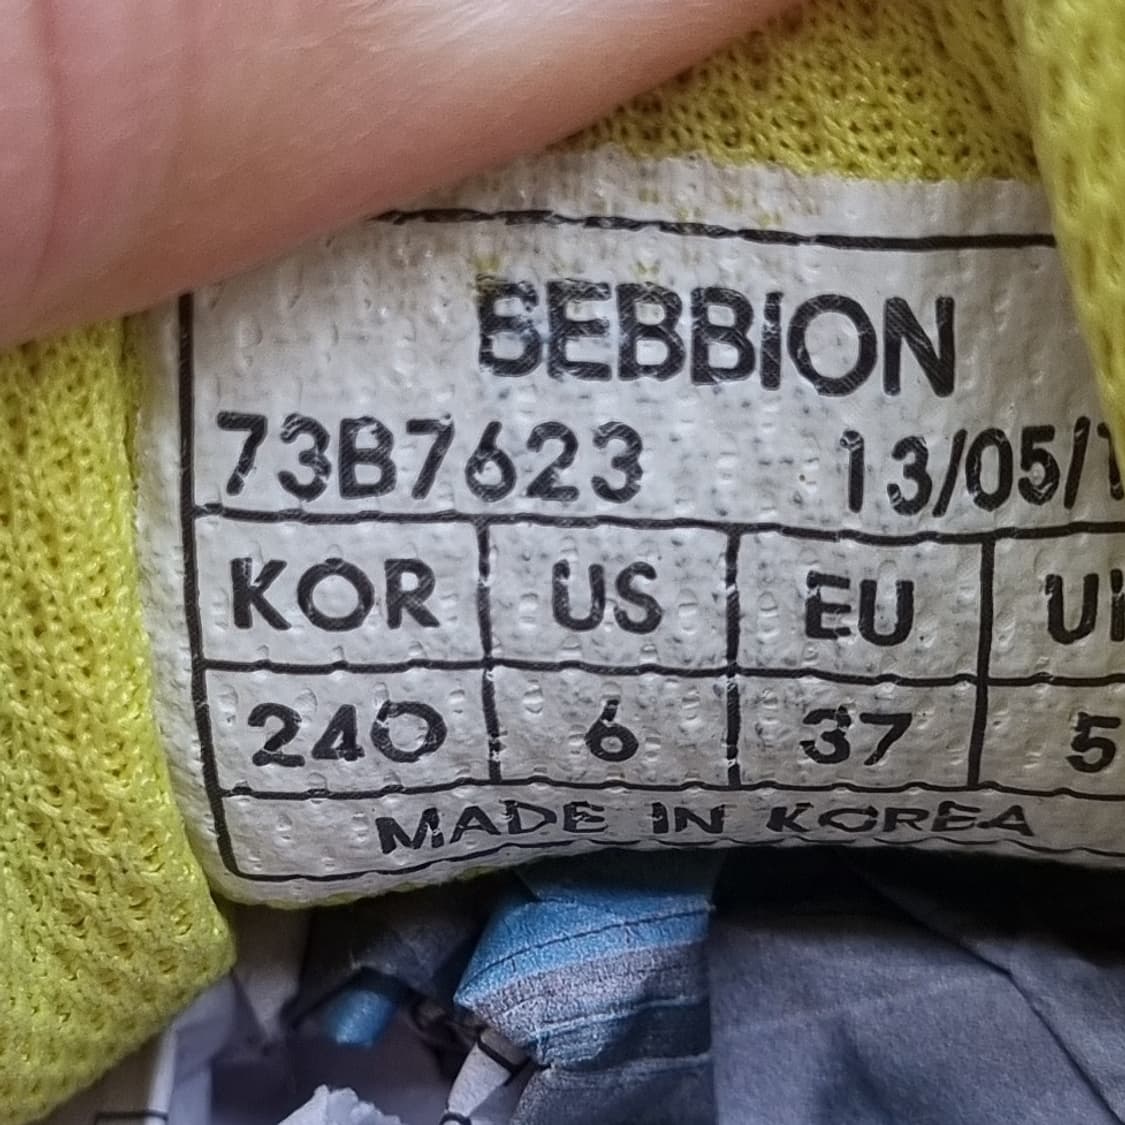 BEBBION
73B7623 13/05/1
KOR US EU
240 6 37 5
MADE IN KOREA